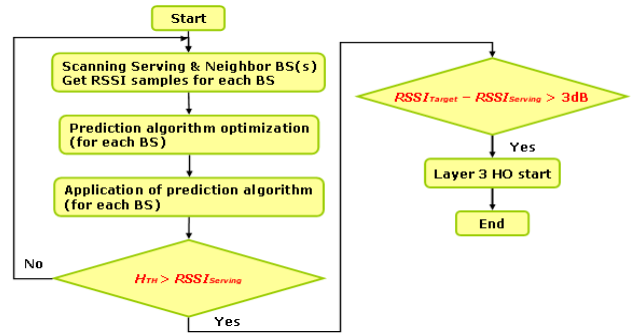 Start
Scanning Serving & Neighbor BS(s)
Get RSSI samples for each BS
Prediction algorithm optimization
(for each BS)
Application of prediction algorithm
(for each BS)
No
HTH > RSSIServing
Yes
RSSITarget – RSSIServing > 3dB
Yes
Layer 3 HO start
End